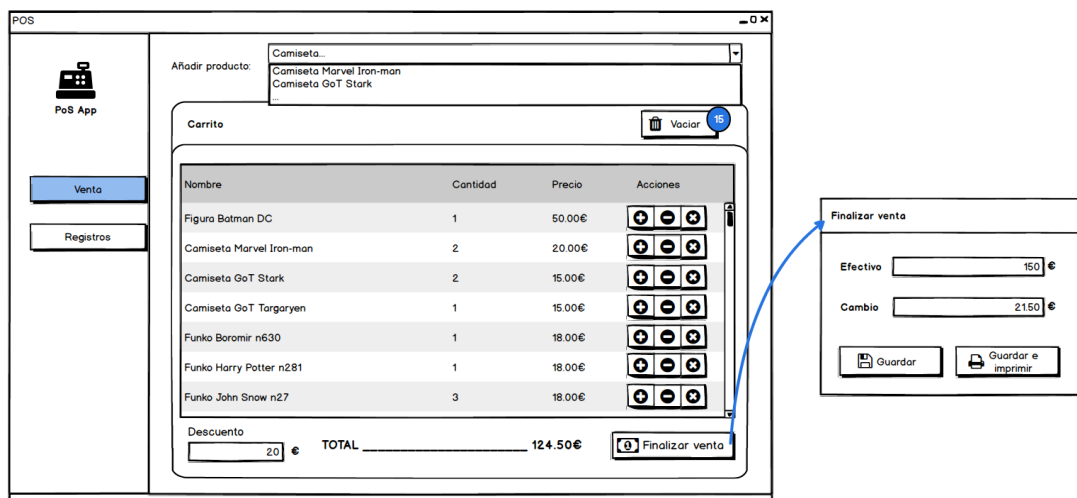 POS
PoS App
Venta
Registros
Añadir producto:
Camiseta...
Camiseta Marvel Iron-man
Camiseta GoT Stark
...
Carrito
Vaciar
15
Nombre Cantidad Precio Acciones
Figura Batman DC 1 50.00€
Camiseta Marvel Iron-man 2 20.00€
Camiseta GoT Stark 2 15.00€
Camiseta GoT Targaryen 1 15.00€
Funko Boromir n630 1 18.00€
Funko Harry Potter n281 1 18.00€
Funko John Snow n27 3 18.00€
Descuento
20 €
TOTAL ________________________ 124.50€
Finalizar venta
Finalizar venta
Efectivo 150 €
Cambio 21.50 €
Guardar
Guardar e
imprimir